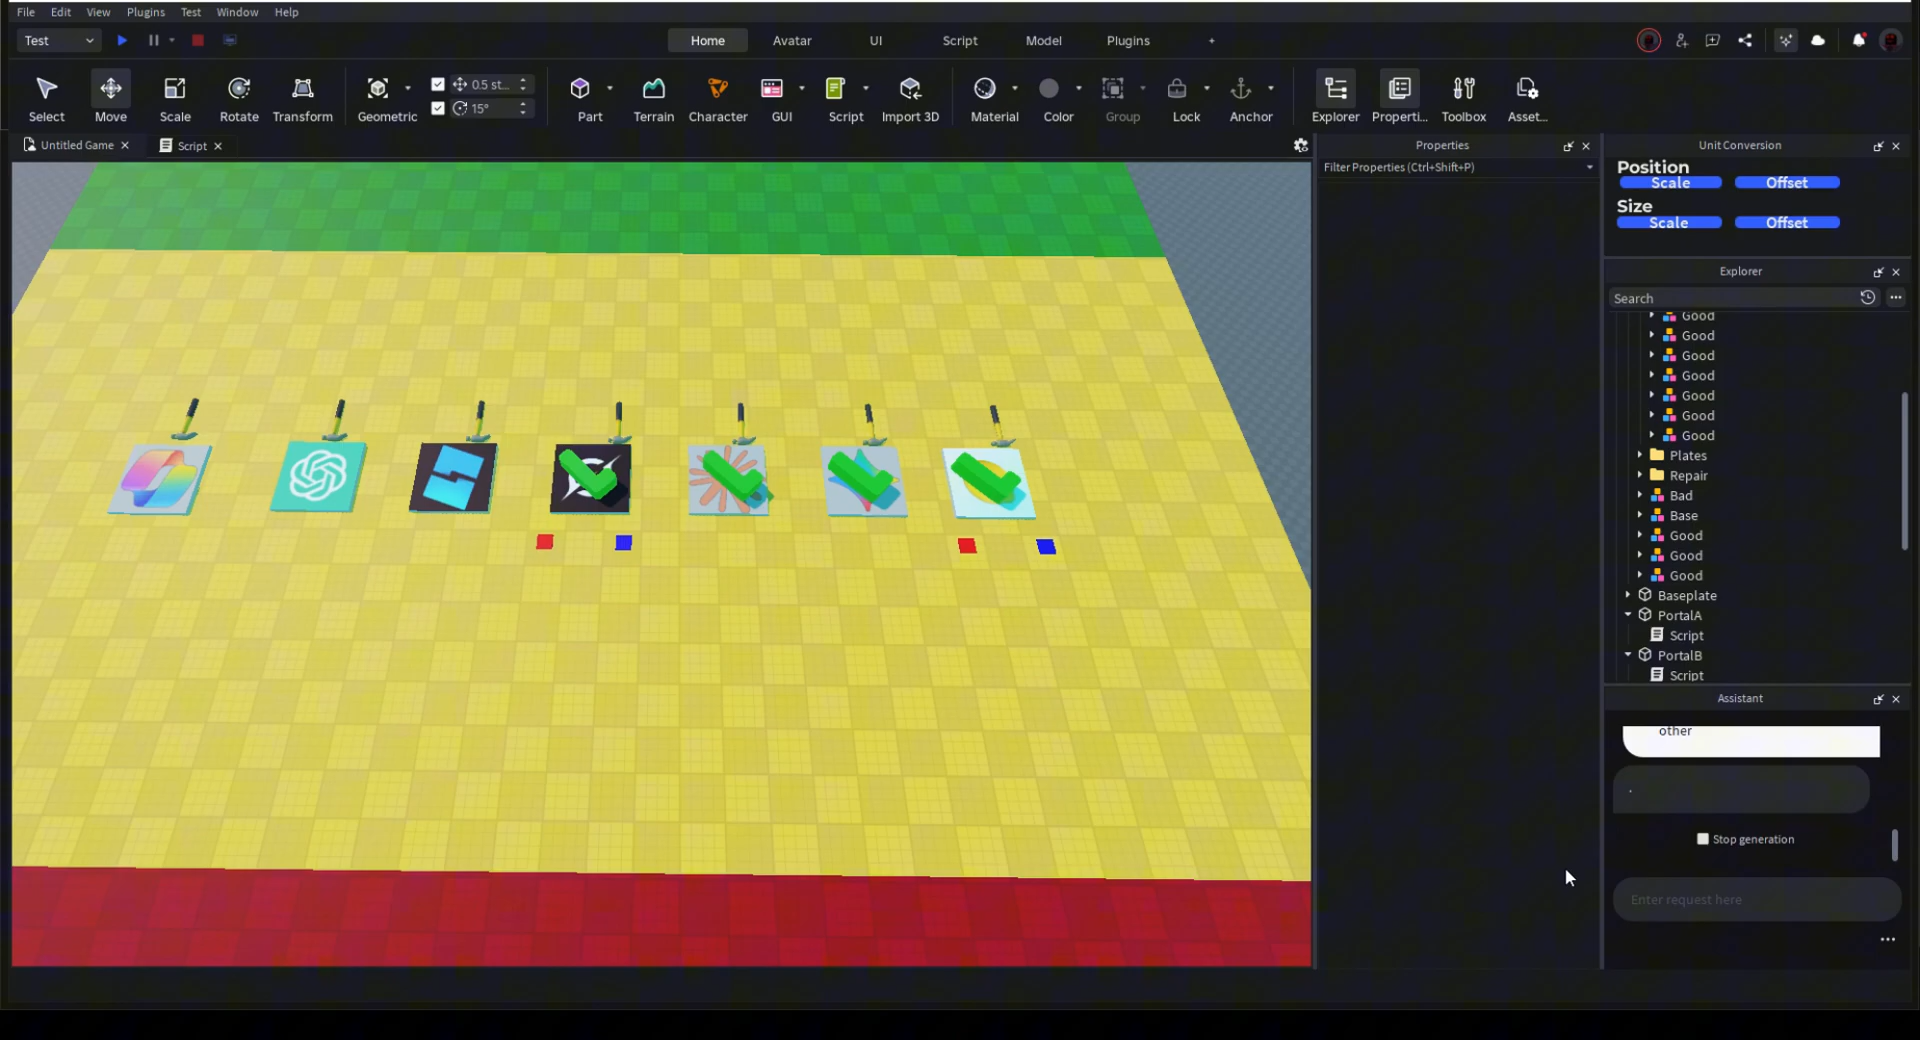 File Edit View Plugins Test Window Help
Test
Home Avatar UI Script Model Plugins +
Select Move Scale Rotate Transform Geometric 0.5 st... 15° Part Terrain Character GUI Script Import 3D Material Color Group Lock Anchor Explorer Properti... Toolbox Asset...
Untitled Game
Script
Properties
Filter Properties (Ctrl+Shift+P)
Unit Conversion
Position
Scale Offset
Size
Scale Offset
Explorer
Search
Good
Good
Good
Good
Good
Good
Good
Plates
Repair
Bad
Base
Good
Good
Good
Baseplate
PortalA
Script
PortalB
Script
Assistant
other
.
Stop generation
Enter request here